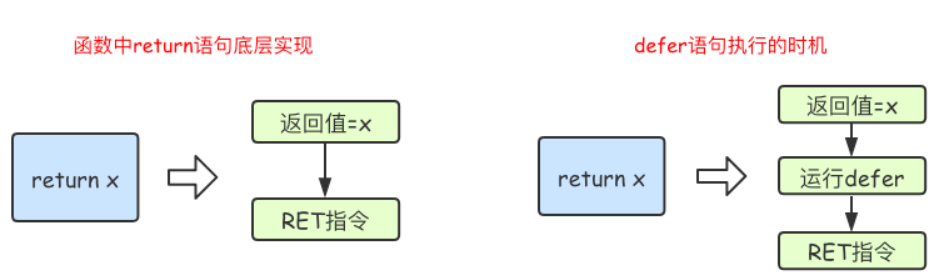 函数中return语句底层实现
return x
返回值=x
RET指令
defer语句执行的时机
return x
返回值=x
运行defer
RET指令